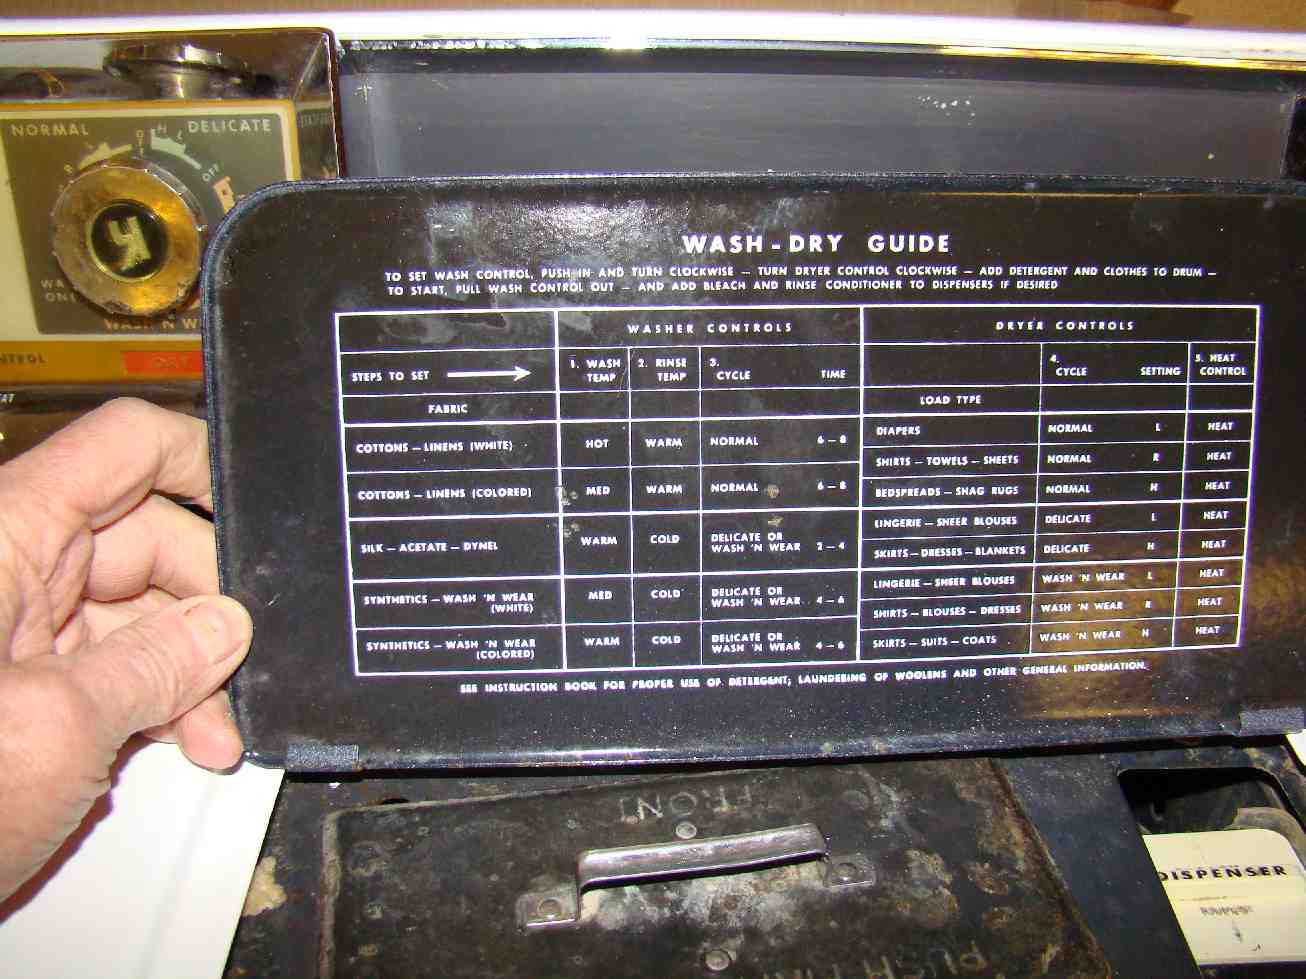 NORMAL
DELICATE
OFF
WASH 'N W
CONTROL
DRY
WASH-DRY GUIDE
TO SET WASH CONTROL, PUSH-IN AND TURN CLOCKWISE — TURN DRYER CONTROL CLOCKWISE — ADD DETERGENT AND CLOTHES TO DRUM —
TO START, PULL WASH CONTROL OUT — AND ADD BLEACH AND RINSE CONDITIONER TO DISPENSERS IF DESIRED
WASHER CONTROLS DRYER CONTROLS
STEPS TO SET 1. WASH TEMP 2. RINSE TEMP 3. CYCLE TIME 4. CYCLE SETTING 5. HEAT CONTROL
FABRIC LOAD TYPE
COTTONS — LINENS (WHITE) HOT WARM NORMAL 6 — 8
COTTONS — LINENS (COLORED) MED WARM NORMAL 6 — 8
SILK — ACETATE — DYNEL WARM COLD DELICATE OR WASH 'N WEAR 2 — 4
SYNTHETICS — WASH 'N WEAR (WHITE) MED COLD DELICATE OR WASH 'N WEAR 4 — 6
SYNTHETICS — WASH 'N WEAR (COLORED) WARM COLD DELICATE OR WASH 'N WEAR 4 — 6
DIAPERS NORMAL L HEAT
SHIRTS — TOWELS — SHEETS NORMAL R HEAT
BEDSPREADS — SHAG RUGS NORMAL H HEAT
LINGERIE — SHEER BLOUSES DELICATE L HEAT
SKIRTS — DRESSES — BLANKETS DELICATE H HEAT
LINGERIE — SHEER BLOUSES WASH 'N WEAR L HEAT
SHIRTS — BLOUSES — DRESSES WASH 'N WEAR R HEAT
SKIRTS — SUITS — COATS WASH 'N WEAR H HEAT
SEE INSTRUCTION BOOK FOR PROPER USE OF DETERGENT; LAUNDERING OF WOOLENS AND OTHER GENERAL INFORMATION.
FRONT
DISPENSER